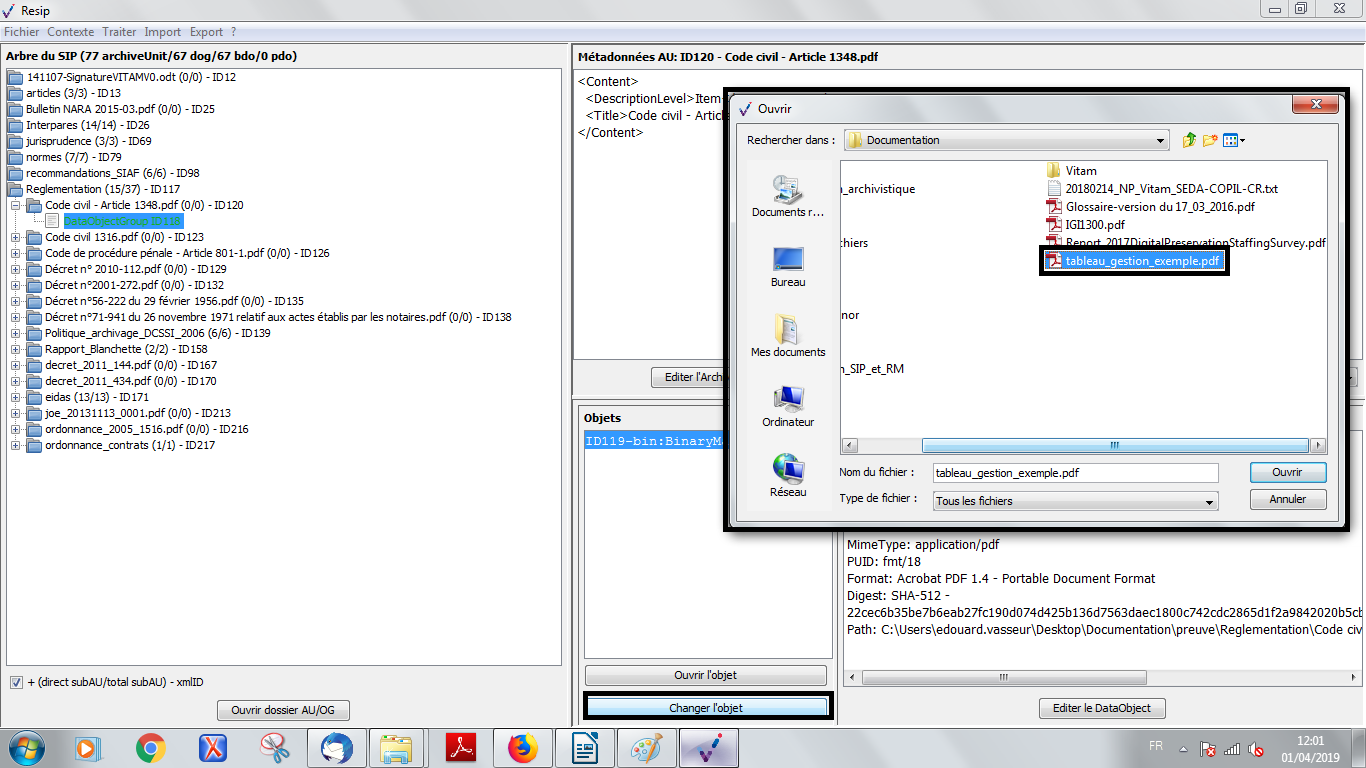 Resip
Fichier Contexte Traiter Import Export ?
Arbre du SIP (77 archiveUnit/67 dog/67 bdo/0 pdo)
141107-SignatureVITAMV0.odt (0/0) - ID12
articles (3/3) - ID13
Bulletin NARA 2015-03.pdf (0/0) - ID25
Interpares (14/14) - ID26
jurisprudence (3/3) - ID69
normes (7/7) - ID79
recommandations_SIAF (6/6) - ID98
Reglementation (15/37) - ID117
Code civil - Article 1348.pdf (0/0) - ID120
DataObjectGroup ID118
Code civil 1316.pdf (0/0) - ID123
Code de procédure pénale - Article 801-1.pdf (0/0) - ID126
Décret n° 2010-112.pdf (0/0) - ID129
Décret n°2001-272.pdf (0/0) - ID132
Décret n°56-222 du 29 février 1956.pdf (0/0) - ID135
Décret n°71-941 du 26 novembre 1971 relatif aux actes établis par les notaires.pdf (0/0) - ID138
Politique_archivage_DCSSI_2006 (6/6) - ID139
Rapport_Blanchette (2/2) - ID158
decret_2011_144.pdf (0/0) - ID167
decret_2011_434.pdf (0/0) - ID170
eidas (13/13) - ID171
joe_20131113_0001.pdf (0/0) - ID213
ordonnance_2005_1516.pdf (0/0) - ID216
ordonnance_contrats (1/1) - ID217
+ (direct subAU/total subAU) - xmlID
Ouvrir dossier AU/OG
Métadonnées AU: ID120 - Code civil - Article 1348.pdf
<Content>
<DescriptionLevel>Item
<Title>Code civil - Artic
</Content>
Editer l'Arch
Objets
ID119-bin:BinaryM
Ouvrir l'objet
Changer l'objet
Ouvrir
Rechercher dans :
Documentation
Documents r...
Bureau
Mes documents
Ordinateur
Réseau
_archivistique
hiers
nor
n_SIP_et_RM
Vitam
20180214_NP_Vitam_SEDA-COPIL-CR.txt
Glossaire-version du 17_03_2016.pdf
IGI1300.pdf
Report_2017DigitalPreservationStaffingSurvey.pdf
tableau_gestion_exemple.pdf
Nom du fichier :
tableau_gestion_exemple.pdf
Ouvrir
Type de fichier :
Tous les fichiers
Annuler
MimeType: application/pdf
PUID: fmt/18
Format: Acrobat PDF 1.4 - Portable Document Format
Digest: SHA-512 -
22cec6b35be7b6eab27fc190d074d425b136d7563daec1800c742cdc2865d1f2a9842020b5cb
Path: C:\Users\edouard.vasseur\Desktop\Documentation\preuve\Reglementation\Code civ
Editer le DataObject
FR
12:01
01/04/2019